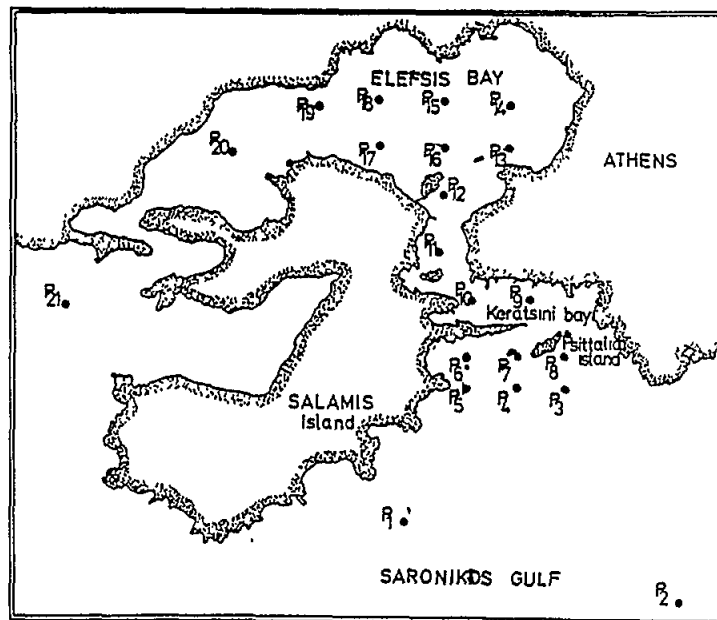 ELEFSIS BAY
P19 P18 P15 P14
P20 P17 P16 P13
ATHENS
P12
P11
P21 P10 P9
Keratsini bay
Psittalia
island
P6 P7 P8
P5 P4 P3
SALAMIS
island
P1
SARONIKOS GULF
P2